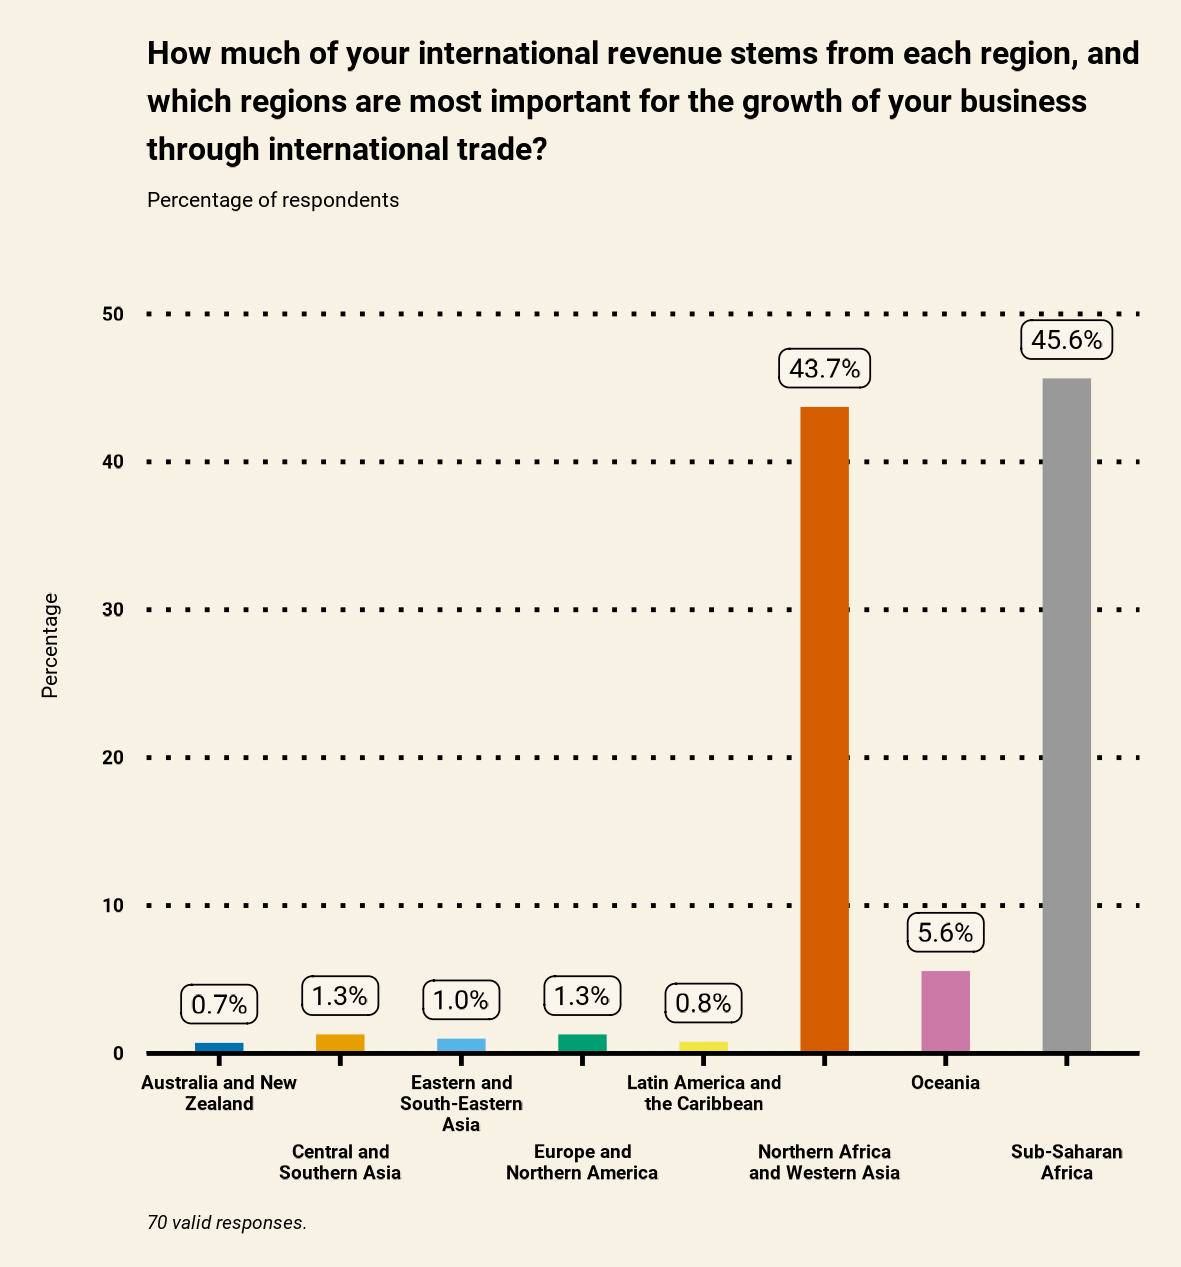 How much of your international revenue stems from each region, and
which regions are most important for the growth of your business
through international trade?
Percentage of respondents
Percentage
50
40
30
20
10
0
0.7%
1.3%
1.0%
1.3%
0.8%
43.7%
5.6%
45.6%
Australia and New
Zealand
Central and
Southern Asia
Eastern and
South-Eastern
Asia
Europe and
Northern America
Latin America and
the Caribbean
Northern Africa
and Western Asia
Oceania
Sub-Saharan
Africa
70 valid responses.